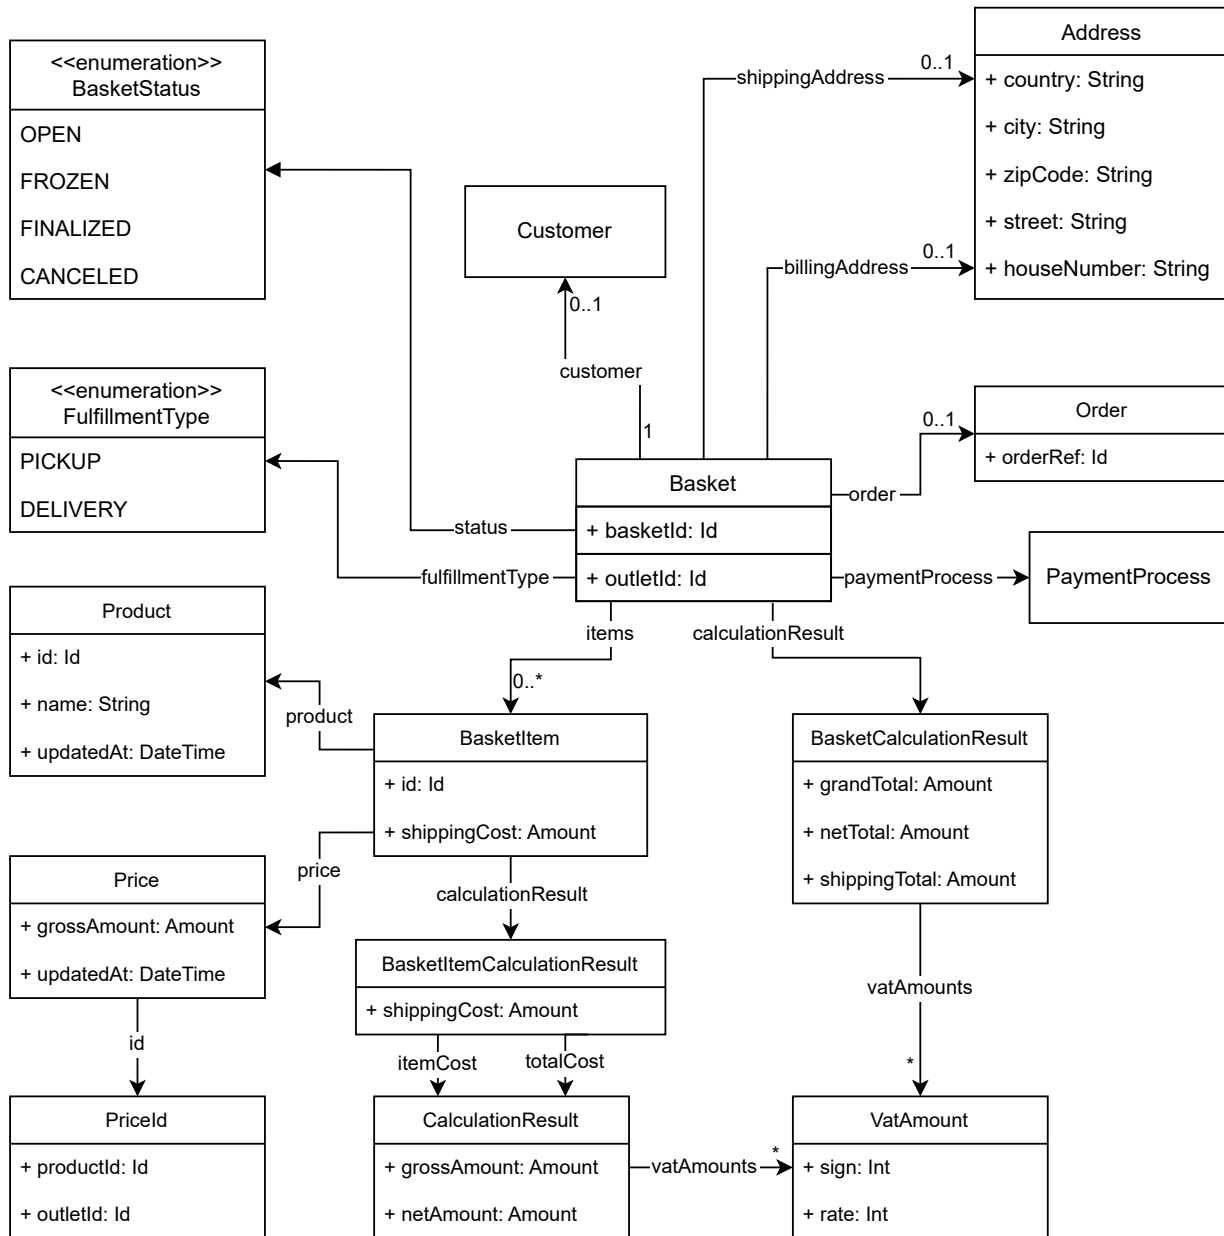 <<enumeration>>
BasketStatus
OPEN
FROZEN
FINALIZED
CANCELED
Address
+ country: String
+ city: String
+ zipCode: String
+ street: String
+ houseNumber: String
shippingAddress
0..1
billingAddress
0..1
Customer
0..1
customer
1
<<enumeration>>
FulfillmentType
PICKUP
DELIVERY
Order
+ orderRef: Id
0..1
order
Basket
+ basketId: Id
+ outletId: Id
status
fulfillmentType
paymentProcess
PaymentProcess
items
0..*
calculationResult
Product
+ id: Id
+ name: String
+ updatedAt: DateTime
product
BasketItem
+ id: Id
+ shippingCost: Amount
BasketCalculationResult
+ grandTotal: Amount
+ netTotal: Amount
+ shippingTotal: Amount
price
Price
+ grossAmount: Amount
+ updatedAt: DateTime
calculationResult
BasketItemCalculationResult
+ shippingCost: Amount
vatAmounts
*
id
itemCost
totalCost
PriceId
+ productId: Id
+ outletId: Id
CalculationResult
+ grossAmount: Amount
+ netAmount: Amount
vatAmounts
*
VatAmount
+ sign: Int
+ rate: Int